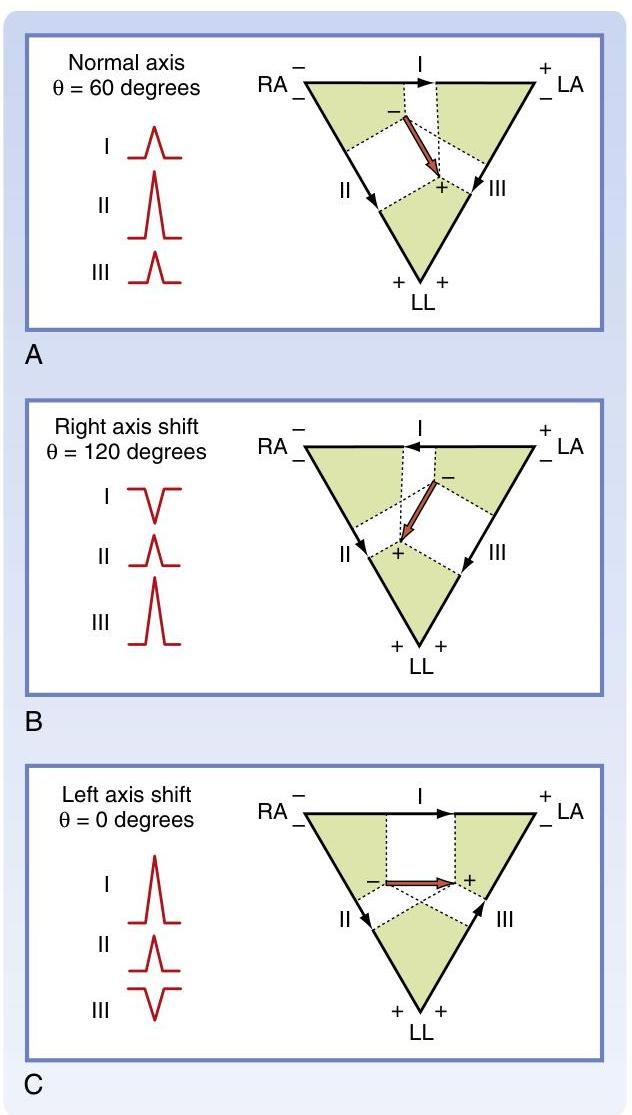 Normal axis
θ = 60 degrees
I
II
III
− I +
RA − − LA
−
+
II III
+ +
LL
A
Right axis shift
θ = 120 degrees
I
II
III
− I +
RA − − LA
−
+
II III
+ +
LL
B
Left axis shift
θ = 0 degrees
I
II
III
− I +
RA − − LA
− +
II III
+ +
LL
C